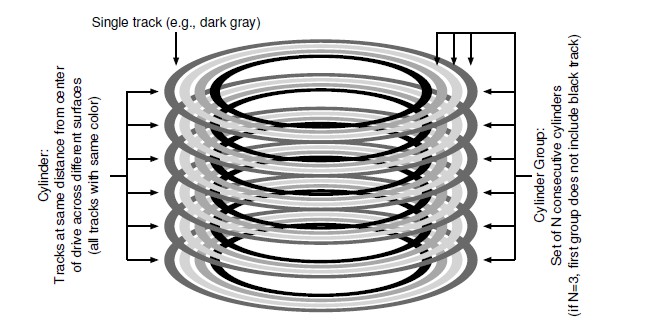 Single track (e.g., dark gray)
Cylinder:
Tracks at same distance from center
of drive across different surfaces
(all tracks with same color)
Cylinder Group:
Set of N consecutive cylinders
(if N=3, first group does not include black track)